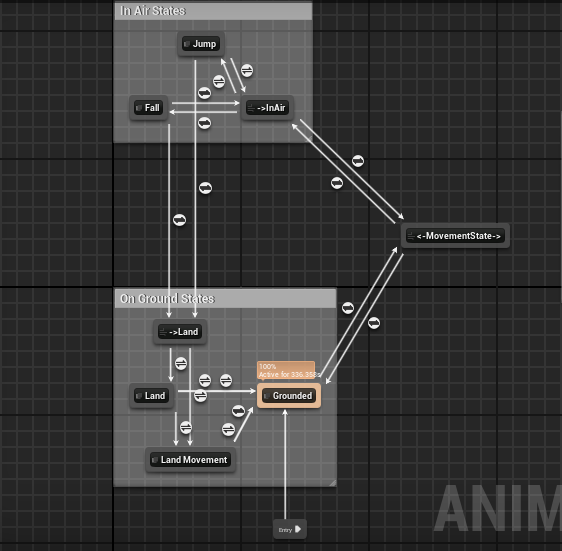 In Air States
Jump
Fall
->InAir
<-MovementState->
On Ground States
->Land
100%
Active for 336.35s
Land
Grounded
Land Movement
ANIM
Entry